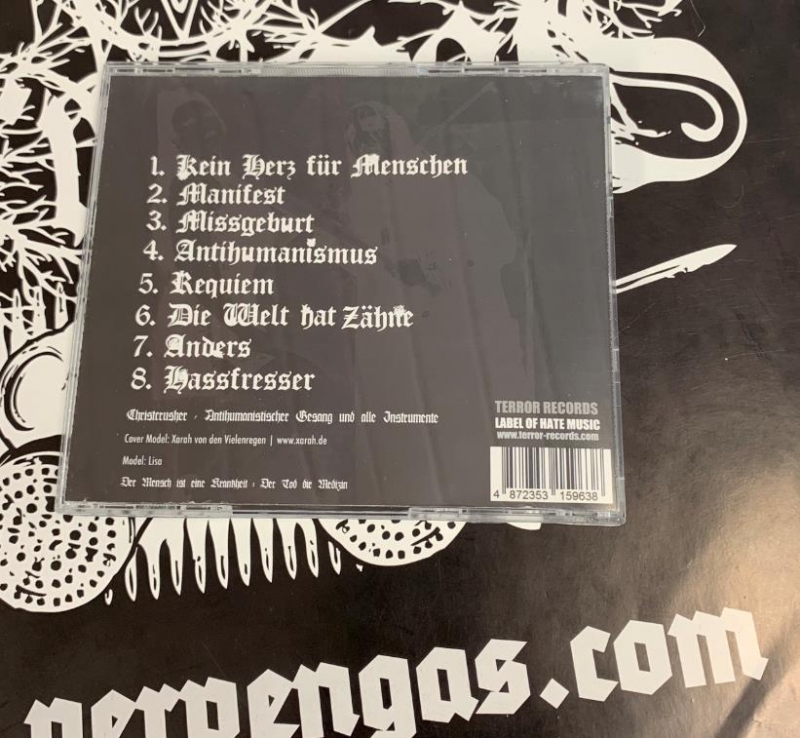 1. Kein Herz für Menschen
2. Manifest
3. Missgeburt
4. Antihumanismus
5. Requiem
6. Die Welt hat Zähne
7. Anders
8. Hassfresser
Christcrusher - Antihumanistischer Gesang und alle Instrumente
Cover Model: Xarah von den Vielenregen | www.xarah.de
Model: Lisa
Der Mensch ist eine Krankheit - Der Tod die Medizin
TERROR RECORDS
LABEL OF HATE MUSIC
www.terror-records.com
4 872353 159638
nervengas.com